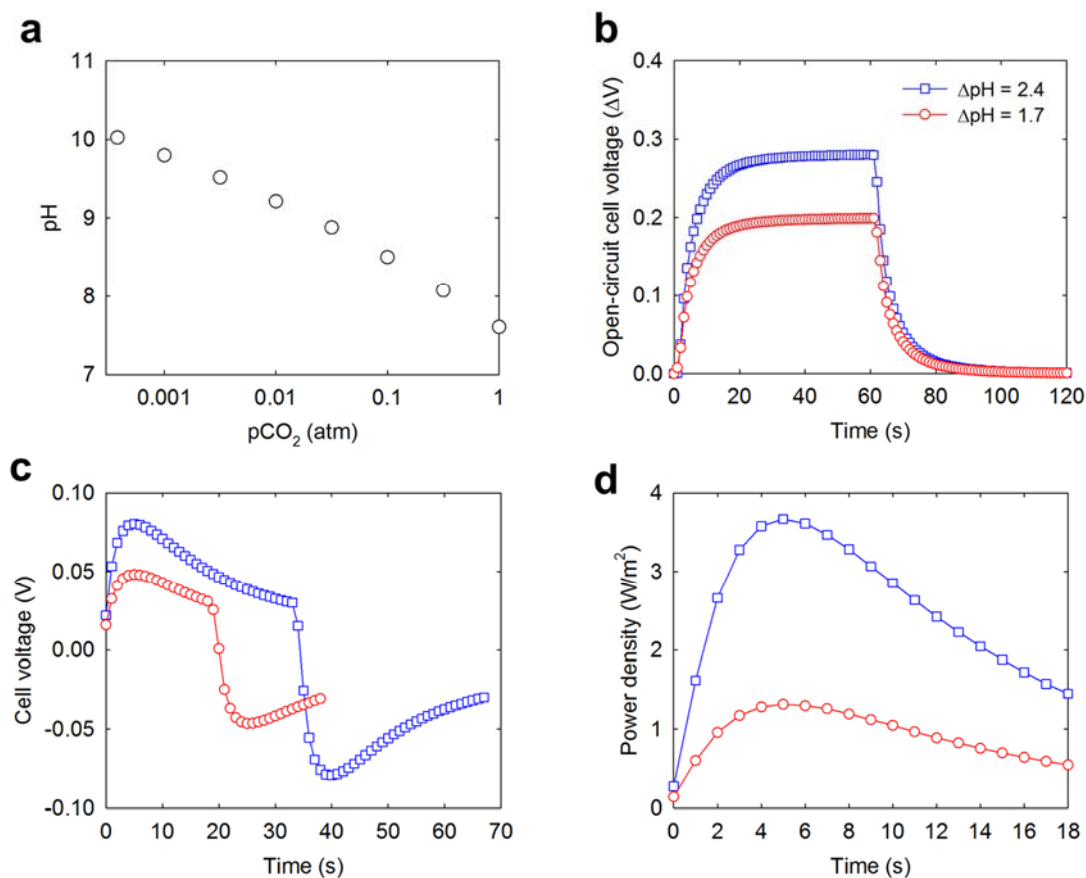 a
11
10
9
8
7
pH
0.001 0.01 0.1 1
pCO₂ (atm)
b
0.4
0.3
0.2
0.1
0.0
Open-circuit cell voltage (ΔV)
ΔpH = 2.4
ΔpH = 1.7
0 20 40 60 80 100 120
Time (s)
c
0.10
0.05
0.00
-0.05
-0.10
Cell voltage (V)
0 10 20 30 40 50 60 70
Time (s)
d
4
3
2
1
0
Power density (W/m²)
0 2 4 6 8 10 12 14 16 18
Time (s)